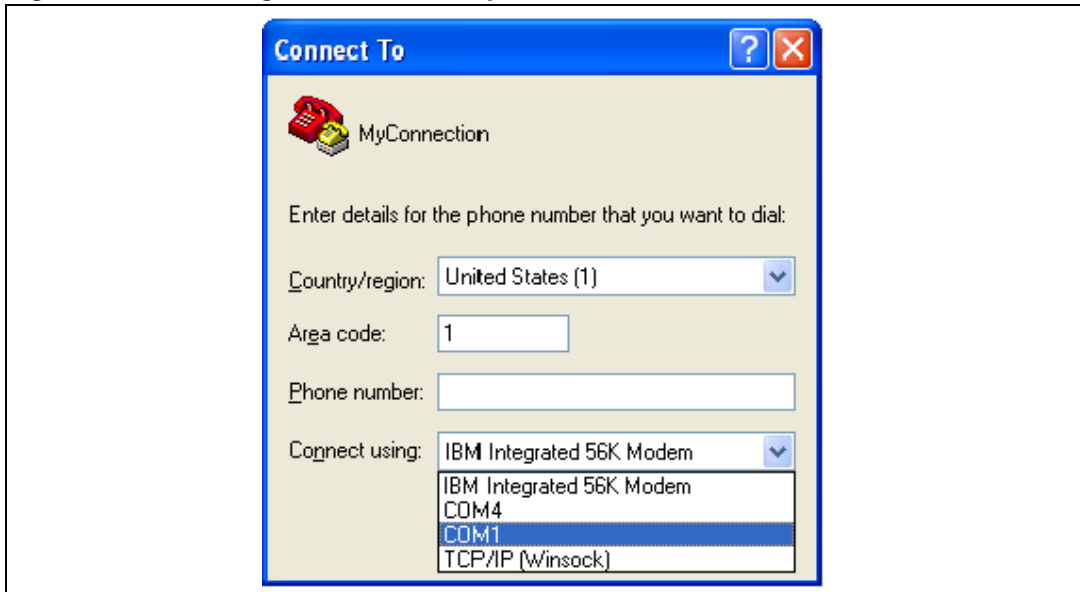 Connect To
MyConnection
Enter details for the phone number that you want to dial:
Country/region: United States (1)
Area code: 1
Phone number:
Connect using: IBM Integrated 56K Modem
IBM Integrated 56K Modem
COM4
COM1
TCP/IP (Winsock)